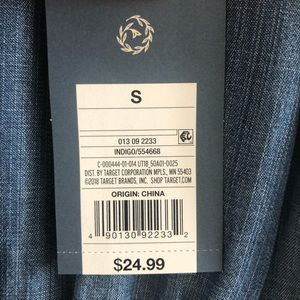 S
013 09 2233
INDIGO/554668
C-000444-01-014 UT18_50A01-0025
DIST. BY TARGET CORPORATION MPLS., MN 55403
©2018 TARGET BRANDS, INC. SHOP TARGET.COM
ORIGIN: CHINA
4 90130 92233 2
$24.99